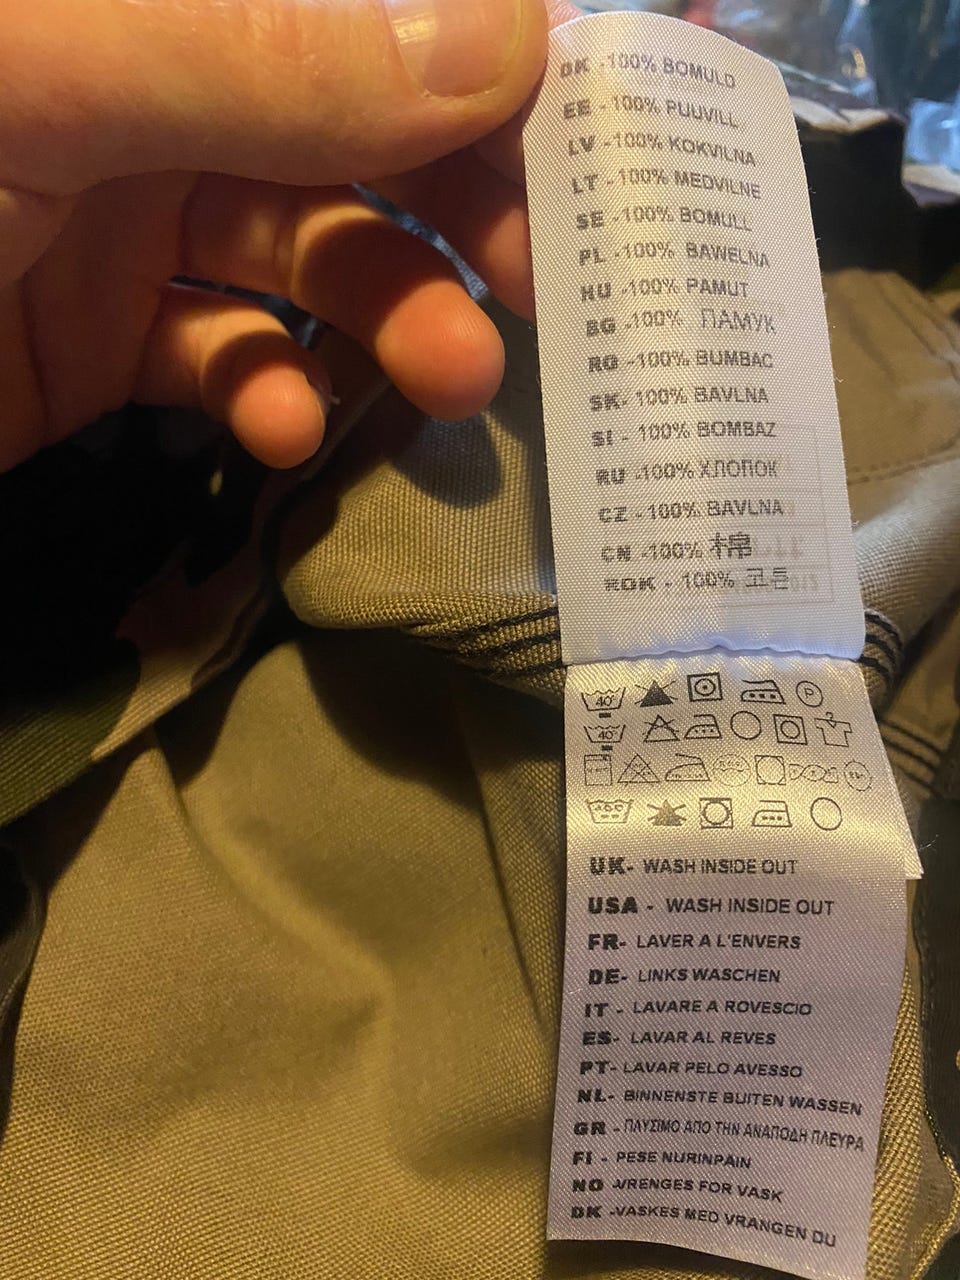 DK -100% BOMULD
EE - 100% PUUVILL
LV -100% KOKVILNA
LT -100% MEDVILNE
SE -100% BOMULL
PL -100% BAWELNA
HU -100% PAMUT
BG -100% ПАМУК
RO -100% BUMBAC
SK- 100% BAVLNA
SI - 100% BOMBAZ
RU -100% ХЛОПОК
CZ - 100% BAVLNA
CN -100% 棉
ROK - 100% 코튼
40° P
40°
UK- WASH INSIDE OUT
USA - WASH INSIDE OUT
FR- LAVER A L'ENVERS
DE- LINKS WASCHEN
IT - LAVARE A ROVESCIO
ES- LAVAR AL REVES
PT- LAVAR PELO AVESSO
NL- BINNENSTE BUITEN WASSEN
GR - ΠΛΥΣΙΜΟ ΑΠΟ ΤΗΝ ΑΝΑΠΟΔΗ ΠΛΕΥΡΑ
FI - PESE NURINPAIN
NO -VRENGES FOR VASK
DK -VASKES MED VRANGEN DU